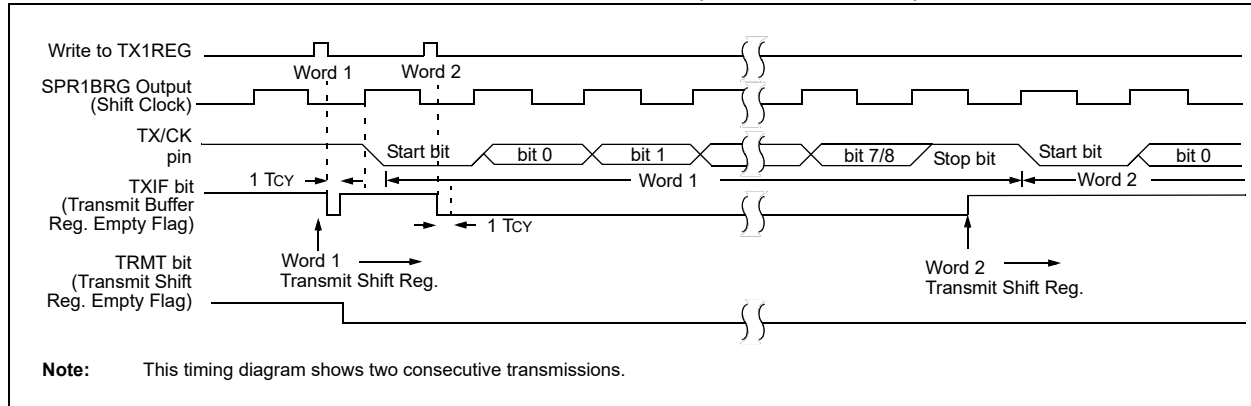 Write to TX1REG
Word 1
Word 2
SPR1BRG Output
(Shift Clock)
TX/CK
pin
Start bit
bit 0
bit 1
bit 7/8
Stop bit
Start bit
bit 0
1 TCY
Word 1
Word 2
TXIF bit
(Transmit Buffer
Reg. Empty Flag)
1 TCY
Word 1
Transmit Shift Reg.
Word 2
Transmit Shift Reg.
TRMT bit
(Transmit Shift
Reg. Empty Flag)
Note: This timing diagram shows two consecutive transmissions.